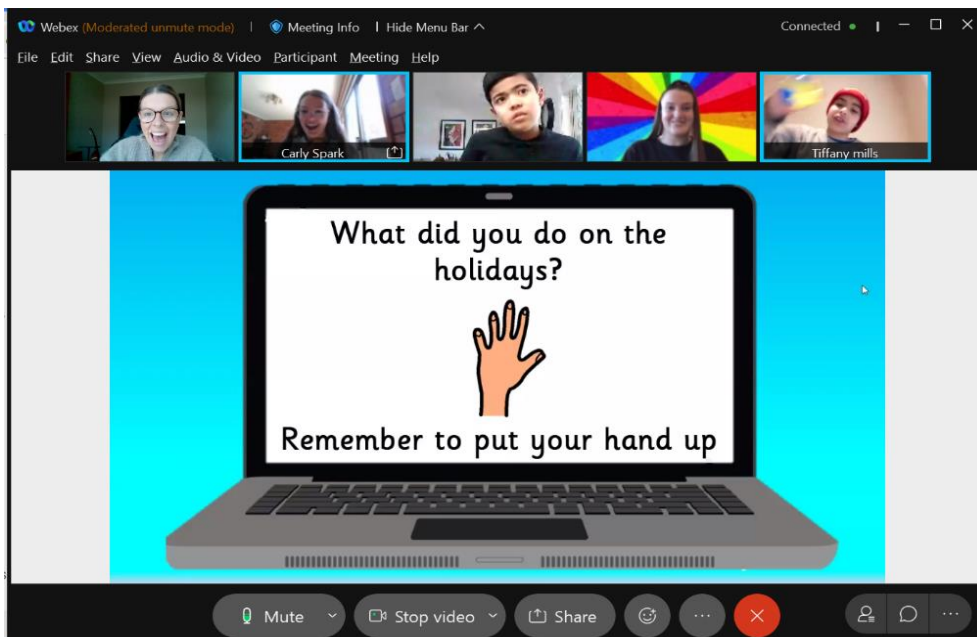 Webex (Moderated unmute mode) | Meeting Info | Hide Menu Bar
Connected
File Edit Share View Audio & Video Participant Meeting Help
Carly Spark
Tiffany mills
What did you do on the
holidays?
Remember to put your hand up
Mute
Stop video
Share